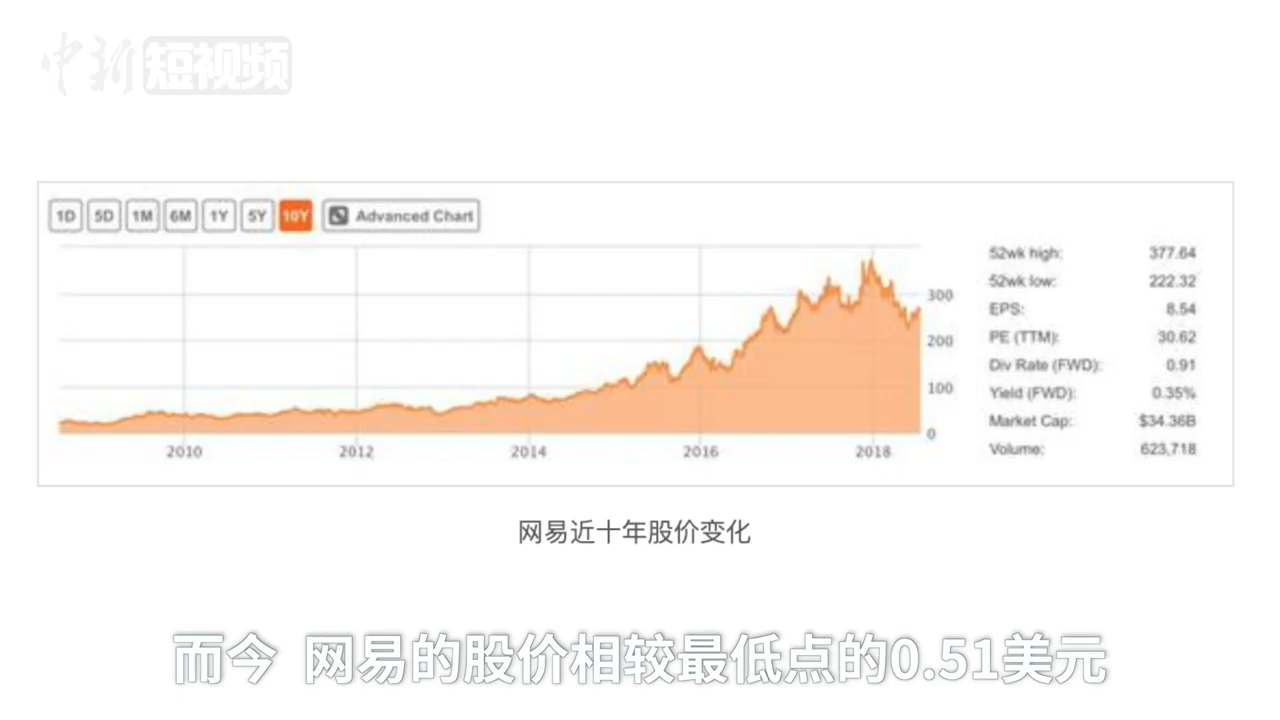 中新短视频
1D 5D 1M 6M 1Y 5Y 10Y Advanced Chart
52wk high: 377.64
52wk low: 222.32
EPS: 8.54
PE (TTM): 30.62
Div Rate (FWD): 0.91
Yield (FWD): 0.35%
Market Cap: $34.36B
Volume: 623,718
300
200
100
0
2010 2012 2014 2016 2018
网易近十年股价变化
而今 网易的股价相较最低点的0.51美元